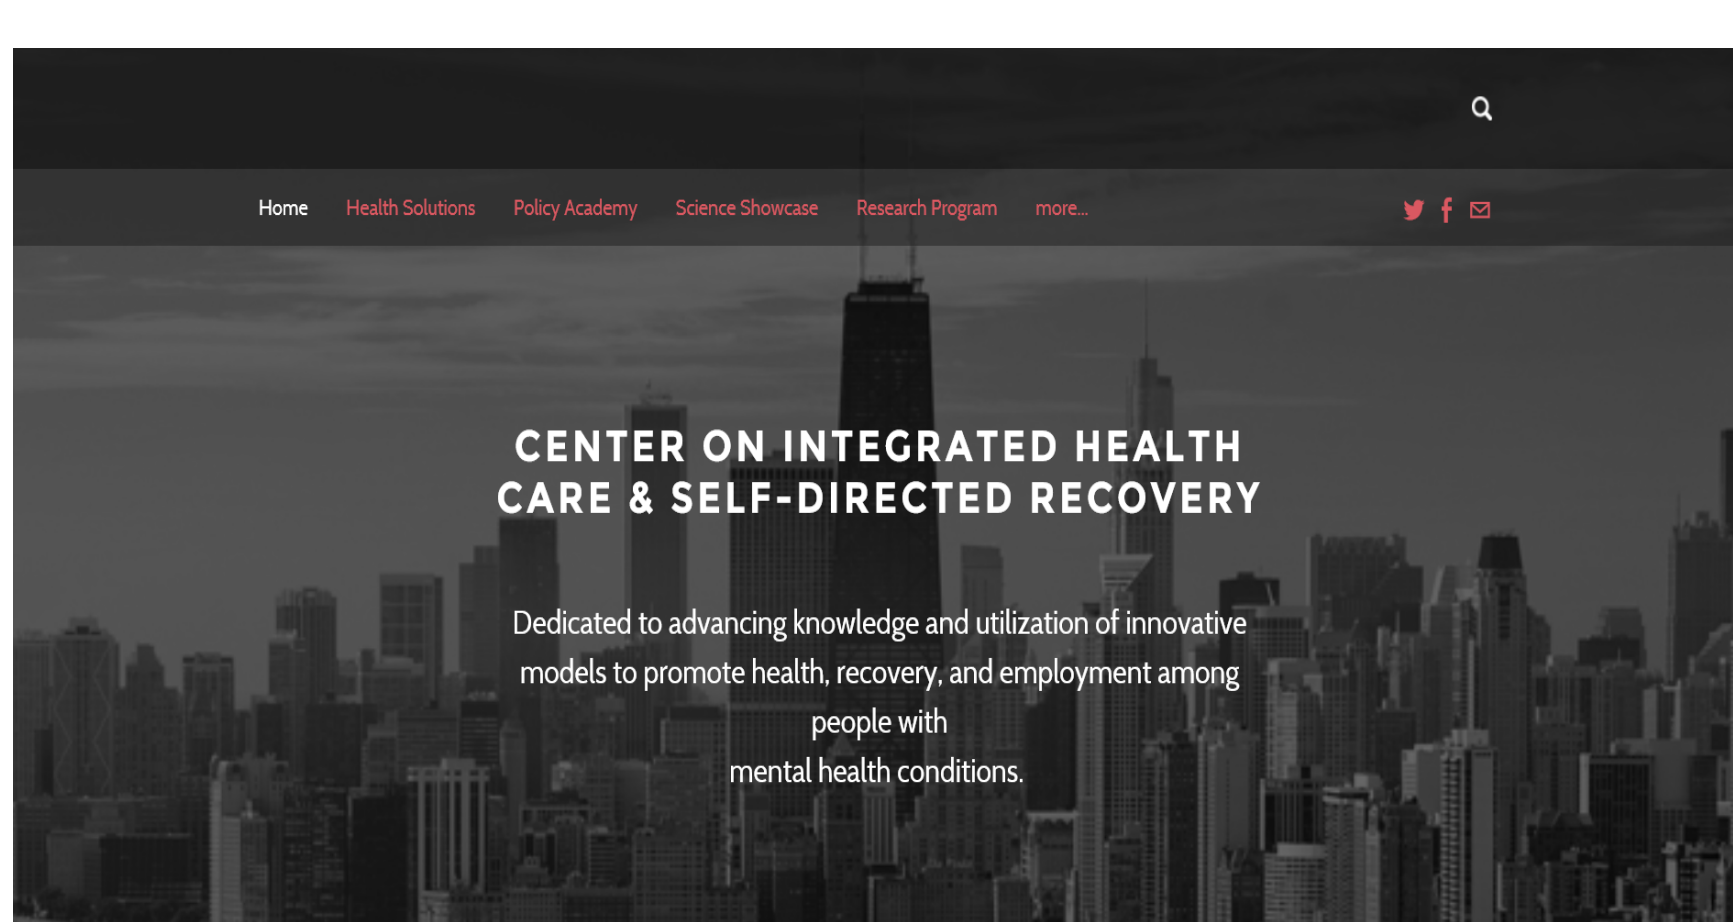 Home Health Solutions Policy Academy Science Showcase Research Program more...
CENTER ON INTEGRATED HEALTH
CARE & SELF-DIRECTED RECOVERY
Dedicated to advancing knowledge and utilization of innovative
models to promote health, recovery, and employment among
people with
mental health conditions.